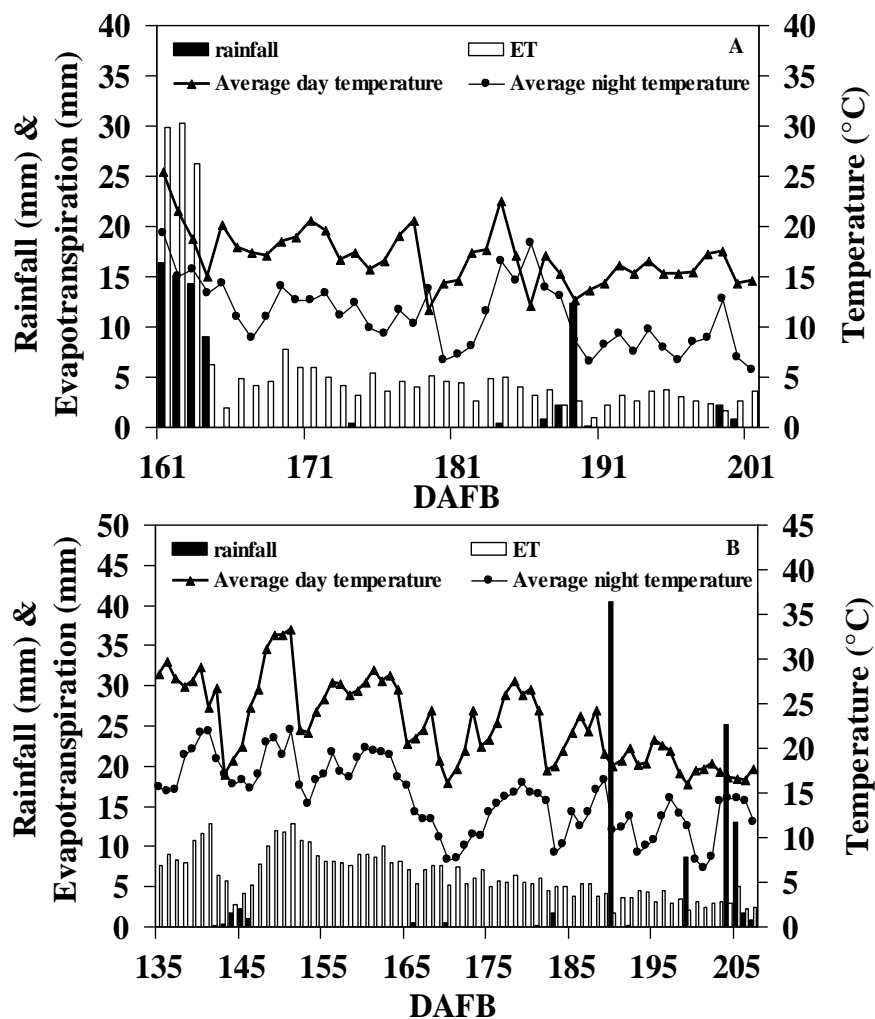 Rainfall (mm) &
Evapotranspiration (mm)
40
35
30
25
20
15
10
5
0
rainfall
ET
A
Average day temperature
Average night temperature
40
35
30
25
20
15
10
5
0
Temperature (°C)
161 171 181 191 201
DAFB
Rainfall (mm) &
Evapotranspiration (mm)
50
45
40
35
30
25
20
15
10
5
0
rainfall
ET
B
Average day temperature
Average night temperature
45
40
35
30
25
20
15
10
5
0
Temperature (°C)
135 145 155 165 175 185 195 205
DAFB